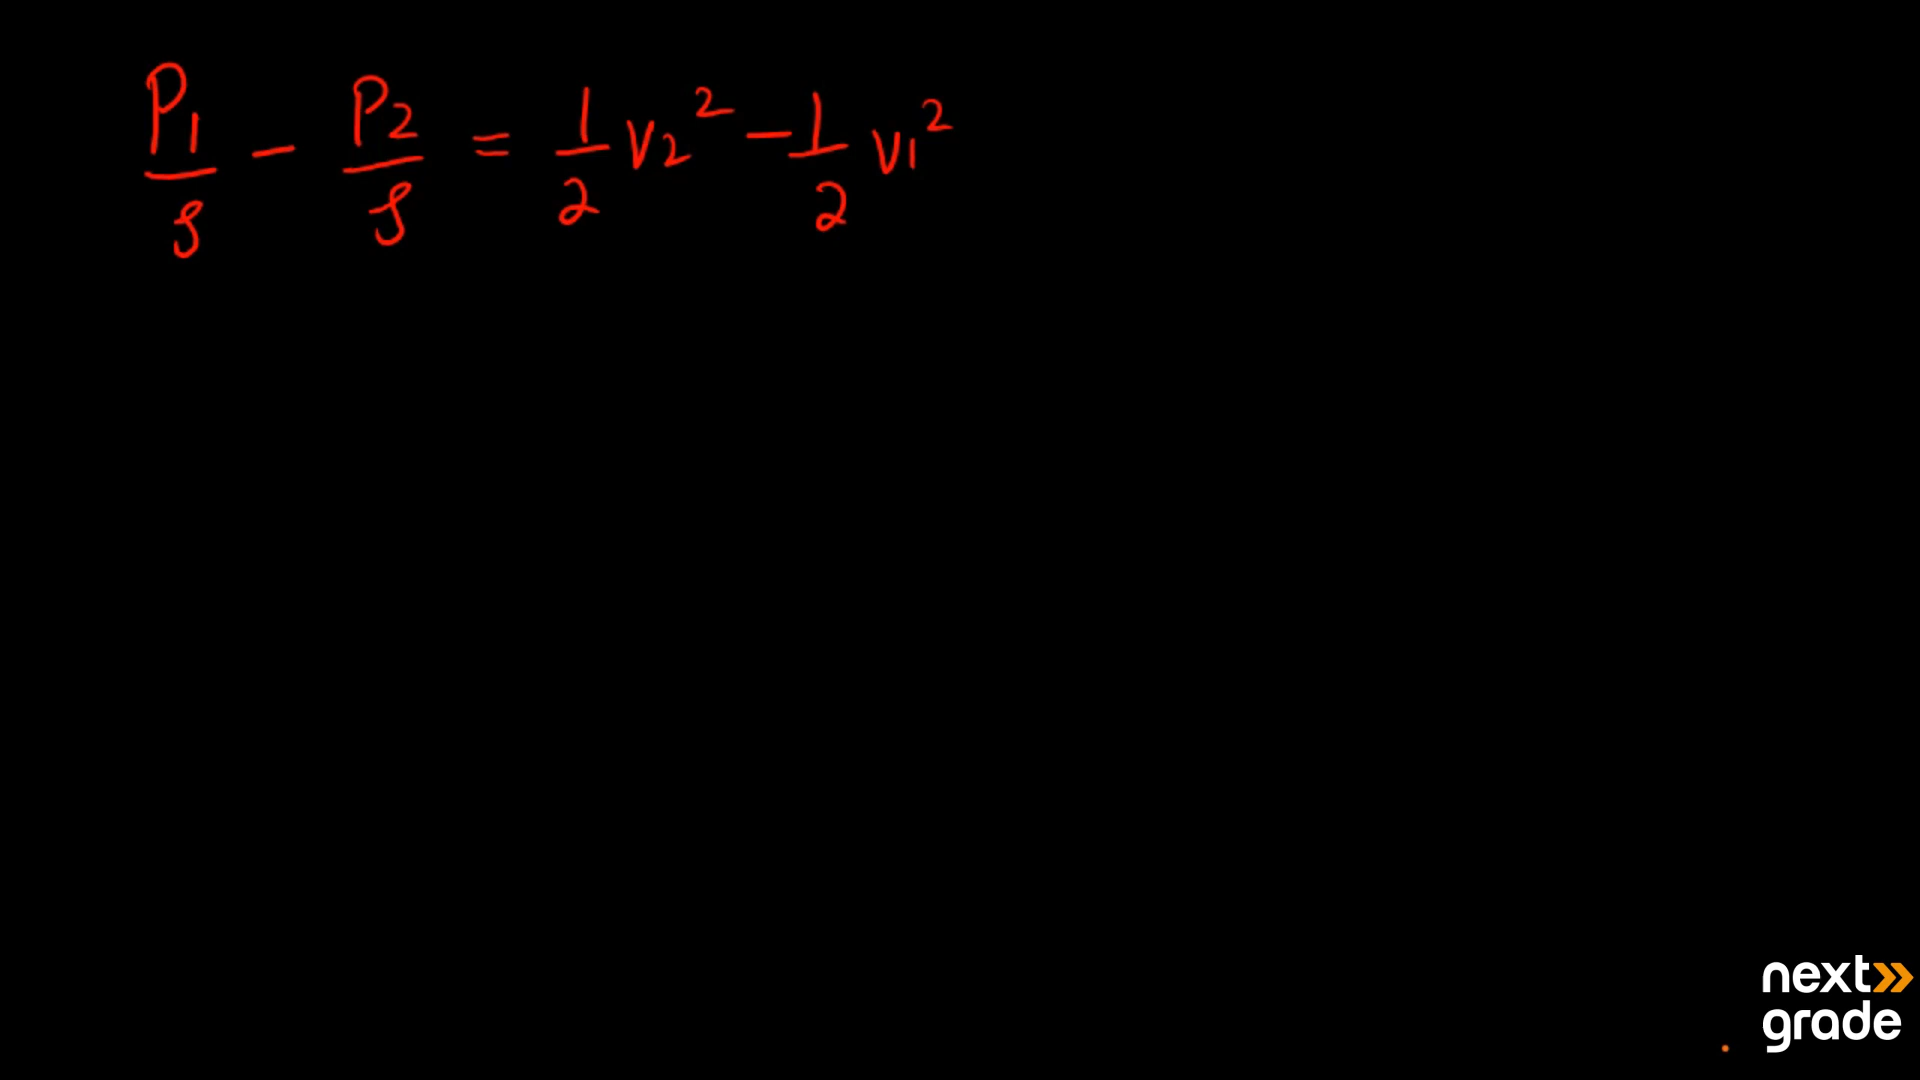 P₁/ρ − P₂/ρ = 1/2 v₂² − 1/2 v₁²
next
grade